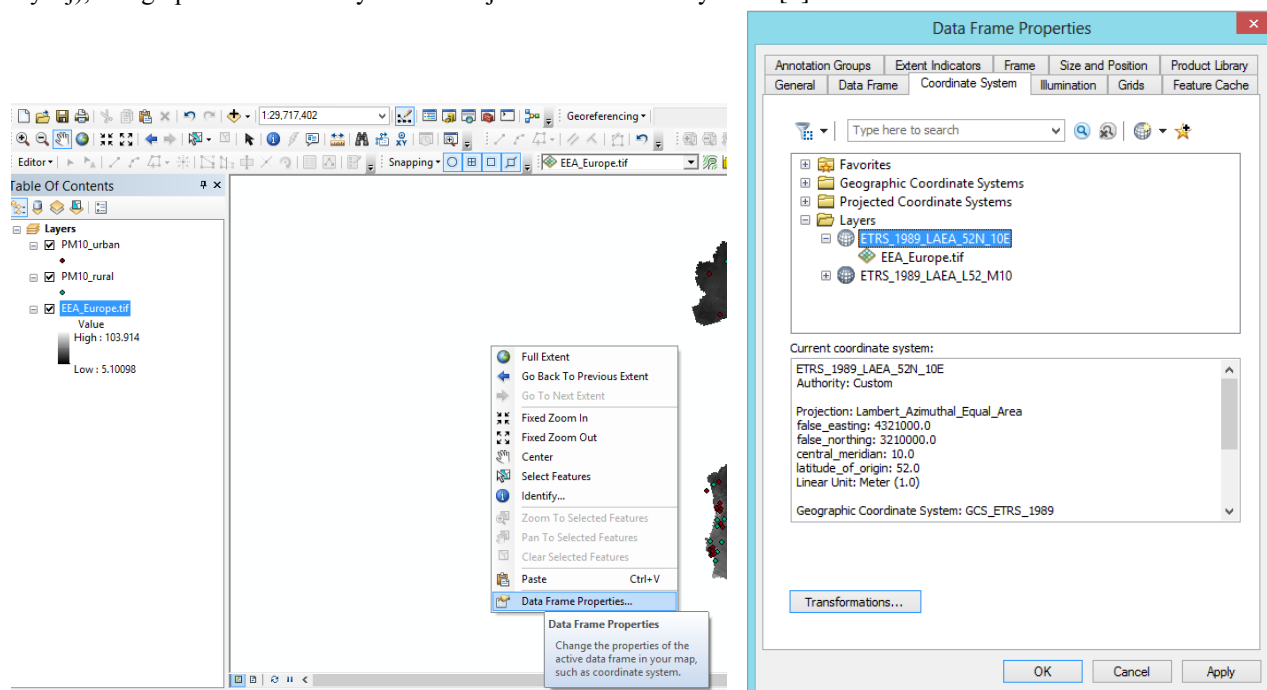 1:29,717,402
Georeferencing
Editor
Snapping
EEA_Europe.tif
Table Of Contents
Layers
PM10_urban
PM10_rural
EEA_Europe.tif
Value
High : 103.914
Low : 5.10098
Full Extent
Go Back To Previous Extent
Go To Next Extent
Fixed Zoom In
Fixed Zoom Out
Center
Select Features
Identify...
Zoom To Selected Features
Pan To Selected Features
Clear Selected Features
Paste Ctrl+V
Data Frame Properties...
Data Frame Properties
Change the properties of the
active data frame in your map,
such as coordinate system.
Data Frame Properties
Annotation Groups Extent Indicators Frame Size and Position Product Library
General Data Frame Coordinate System Illumination Grids Feature Cache
Type here to search
Favorites
Geographic Coordinate Systems
Projected Coordinate Systems
Layers
ETRS_1989_LAEA_52N_10E
EEA_Europe.tif
ETRS_1989_LAEA_L52_M10
Current coordinate system:
ETRS_1989_LAEA_52N_10E
Authority: Custom
Projection: Lambert_Azimuthal_Equal_Area
false_easting: 4321000.0
false_northing: 3210000.0
central_meridian: 10.0
latitude_of_origin: 52.0
Linear Unit: Meter (1.0)
Geographic Coordinate System: GCS_ETRS_1989
Transformations...
OK Cancel Apply